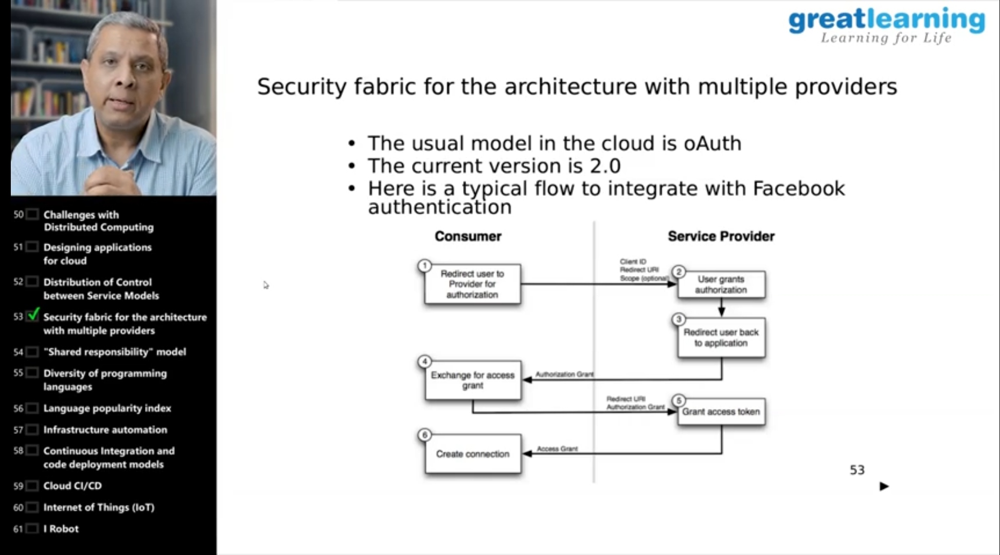 greatlearning
Learning for Life
Security fabric for the architecture with multiple providers
• The usual model in the cloud is oAuth
• The current version is 2.0
• Here is a typical flow to integrate with Facebook
authentication
Consumer
Service Provider
1
Redirect user to
Provider for
authorization
Client ID
Redirect URI
Scope (optional)
2
User grants
authorization
3
Redirect user back
to application
4
Exchange for access
grant
Authorization Grant
Redirect URI
Authorization Grant
5
Grant access token
6
Create connection
Access Grant
53
50 Challenges with
Distributed Computing
51 Designing applications
for cloud
52 Distribution of Control
between Service Models
53 Security fabric for the architecture
with multiple providers
54 "Shared responsibility" model
55 Diversity of programming
languages
56 Language popularity index
57 Infrastructure automation
58 Continuous Integration and
code deployment models
59 Cloud CI/CD
60 Internet of Things (IoT)
61 I Robot